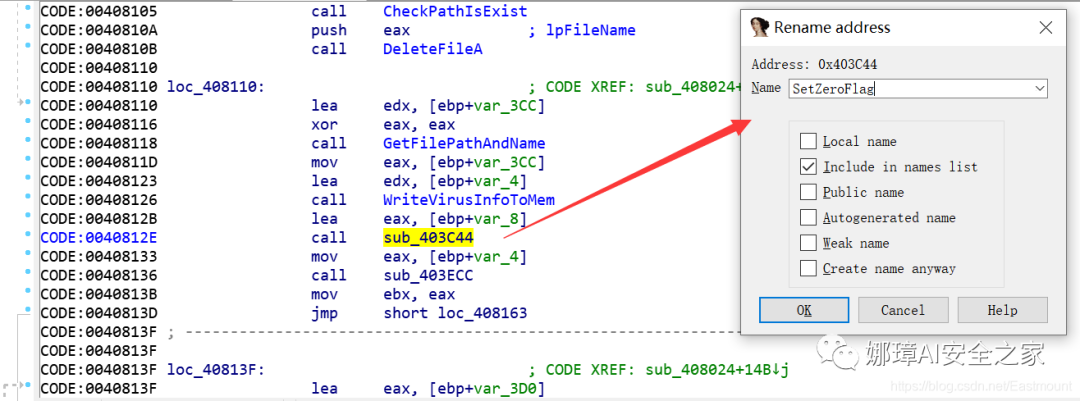 CODE:00408105 call CheckPathIsExist
CODE:0040810A push eax ; lpFileName
CODE:0040810B call DeleteFileA
CODE:00408110
CODE:00408110 loc_408110: ; CODE XREF: sub_408024+
CODE:00408110 lea edx, [ebp+var_3CC]
CODE:00408116 xor eax, eax
CODE:00408118 call GetFilePathAndName
CODE:0040811D mov eax, [ebp+var_3CC]
CODE:00408123 lea edx, [ebp+var_4]
CODE:00408126 call WriteVirusInfoToMem
CODE:0040812B lea eax, [ebp+var_8]
CODE:0040812E call sub_403C44
CODE:00408133 mov eax, [ebp+var_4]
CODE:00408136 call sub_403ECC
CODE:0040813B mov ebx, eax
CODE:0040813D jmp short loc_408163
CODE:0040813F ; ---------------------------------------------------------------
CODE:0040813F
CODE:0040813F loc_40813F: ; CODE XREF: sub_408024+14B↓j
CODE:0040813F lea eax, [ebp+var_3D0]
Rename address
Address: 0x403C44
Name SetZeroFlag
Local name
Include in names list
Public name
Autogenerated name
Weak name
Create name anyway
OK Cancel Help
娜璋AI安全之家
https://blog.csdn.net/Eastmount